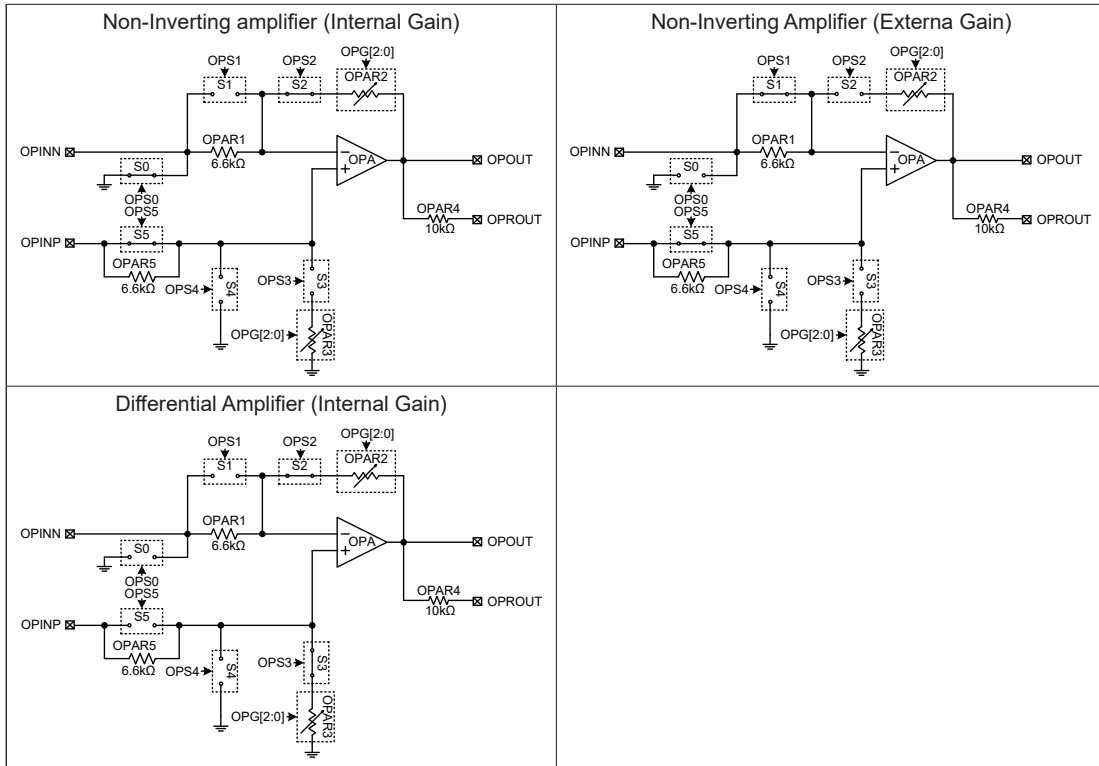 Non-Inverting amplifier (Internal Gain)
OPG[2:0]
OPS1
OPS2
OPAR2
S1
S2
OPAR1
OPINN
6.6kΩ
OPA
OPOUT
S0
OPS0
OPS5
OPAR4
10kΩ
OPROUT
OPINP
S5
OPAR5
6.6kΩ
OPS4
S4
OPS3
S3
OPG[2:0]
OPAR3
Non-Inverting Amplifier (Externa Gain)
OPG[2:0]
OPS1
OPS2
OPAR2
S1
S2
OPAR1
OPINN
6.6kΩ
OPA
OPOUT
S0
OPS0
OPS5
OPAR4
10kΩ
OPROUT
OPINP
S5
OPAR5
6.6kΩ
OPS4
S4
OPS3
S3
OPG[2:0]
OPAR3
Differential Amplifier (Internal Gain)
OPG[2:0]
OPS1
OPS2
OPAR2
S1
S2
OPAR1
OPINN
6.6kΩ
OPA
OPOUT
S0
OPS0
OPS5
OPAR4
10kΩ
OPROUT
OPINP
S5
OPAR5
6.6kΩ
OPS4
S4
OPS3
S3
OPG[2:0]
OPAR3